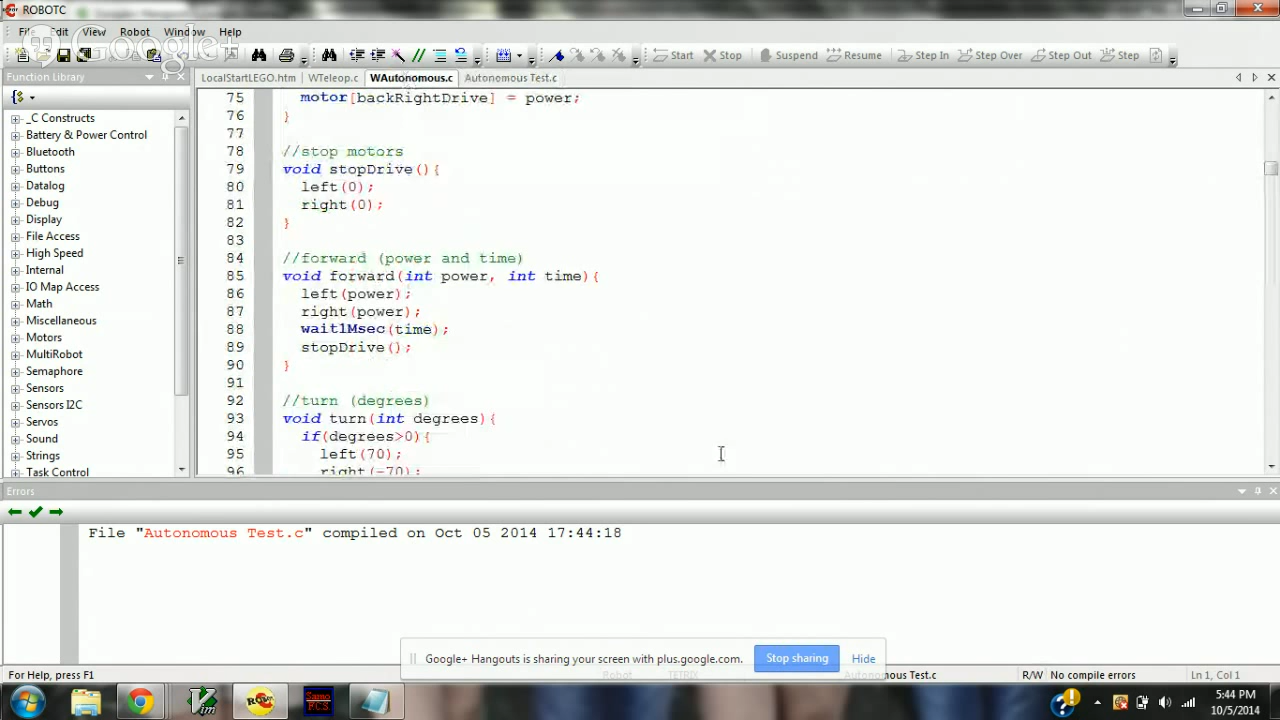 ROBOTC
File Edit View Robot Window Help
Google+
Start Stop Suspend Resume Step In Step Over Step Out Step
Function Library
LocalStartLEGO.htm WTeleop.c WAutonomous.c Autonomous Test.c
_C Constructs
Battery & Power Control
Bluetooth
Buttons
Datalog
Debug
Display
File Access
High Speed
Internal
IO Map Access
Math
Miscellaneous
Motors
MultiRobot
Semaphore
Sensors
Sensors I2C
Servos
Sound
Strings
Task Control
75 motor[backRightDrive] = power;
76 }
77
78 //stop motors
79 void stopDrive(){
80 left(0);
81 right(0);
82 }
83
84 //forward (power and time)
85 void forward(int power, int time){
86 left(power);
87 right(power);
88 wait1Msec(time);
89 stopDrive();
90 }
91
92 //turn (degrees)
93 void turn(int degrees){
94 if(degrees>0){
95 left(70);
96 right(-70);
Errors
File "Autonomous Test.c" compiled on Oct 05 2014 17:44:18
Google+ Hangouts is sharing your screen with plus.google.com. Stop sharing Hide
For Help, press F1 Robot TETRIX Autonomous Test.c R/W No compile errors Ln 1, Col 1
Samo
FCS
5:44 PM
10/5/2014